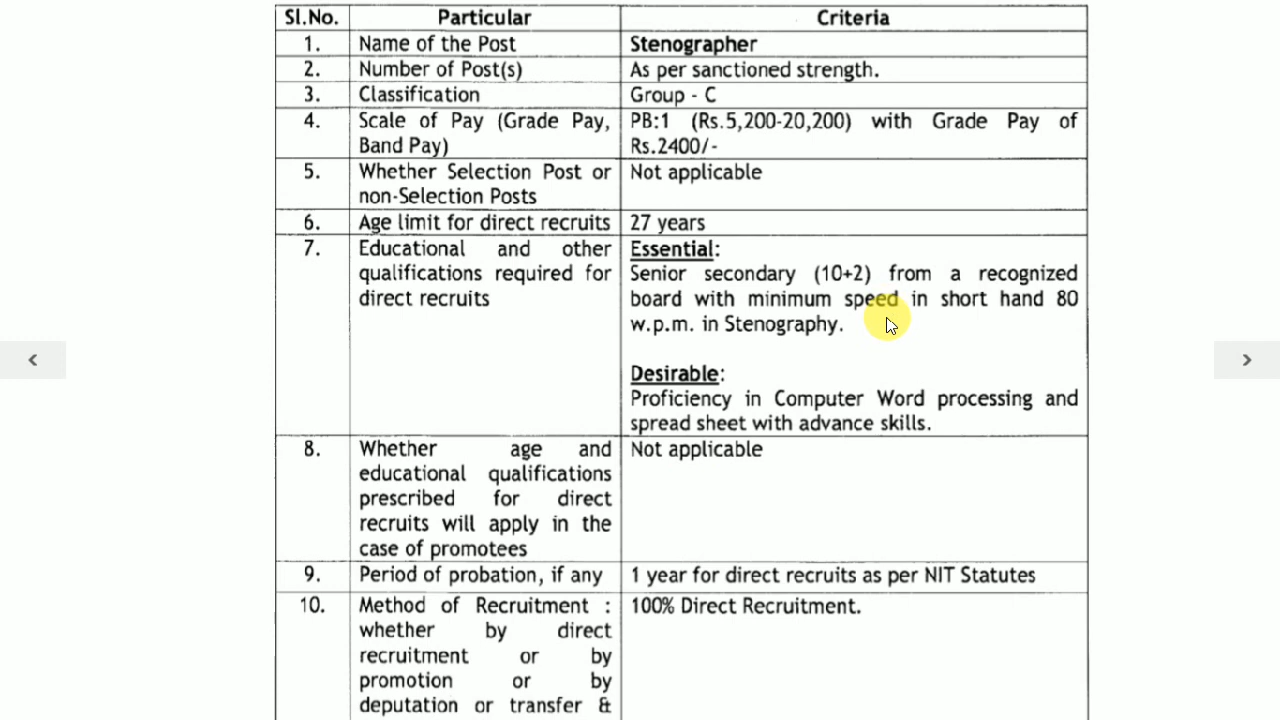 Sl.No. Particular Criteria
1. Name of the Post Stenographer
2. Number of Post(s) As per sanctioned strength.
3. Classification Group - C
4. Scale of Pay (Grade Pay, PB:1 (Rs.5,200-20,200) with Grade Pay of
Band Pay) Rs.2400/-
5. Whether Selection Post or Not applicable
non-Selection Posts
6. Age limit for direct recruits 27 years
7. Educational and other Essential:
qualifications required for Senior secondary (10+2) from a recognized
direct recruits board with minimum speed in short hand 80
w.p.m. in Stenography.
Desirable:
Proficiency in Computer Word processing and
spread sheet with advance skills.
8. Whether age and Not applicable
educational qualifications
prescribed for direct
recruits will apply in the
case of promotees
9. Period of probation, if any 1 year for direct recruits as per NIT Statutes
10. Method of Recruitment : 100% Direct Recruitment.
whether by direct
recruitment or by
promotion or by
deputation or transfer &